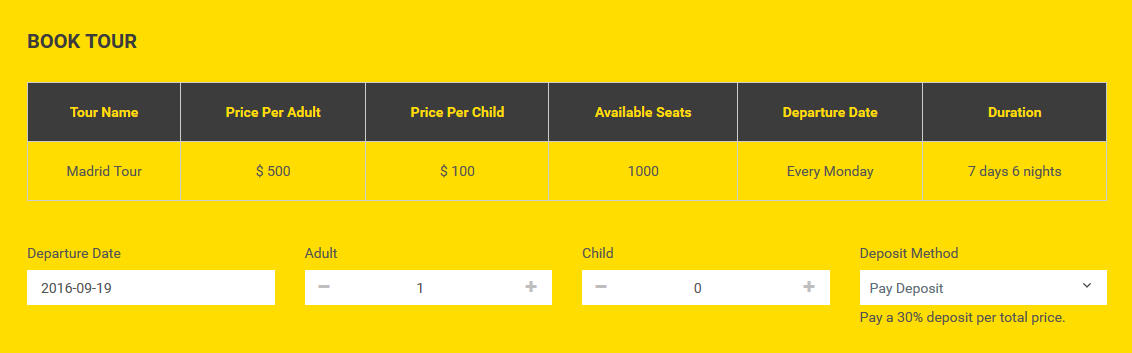 BOOK TOUR
Tour Name Price Per Adult Price Per Child Available Seats Departure Date Duration
Madrid Tour $ 500 $ 100 1000 Every Monday 7 days 6 nights
Departure Date Adult Child Deposit Method
2016-09-19 − 1 + − 0 + Pay Deposit
Pay a 30% deposit per total price.